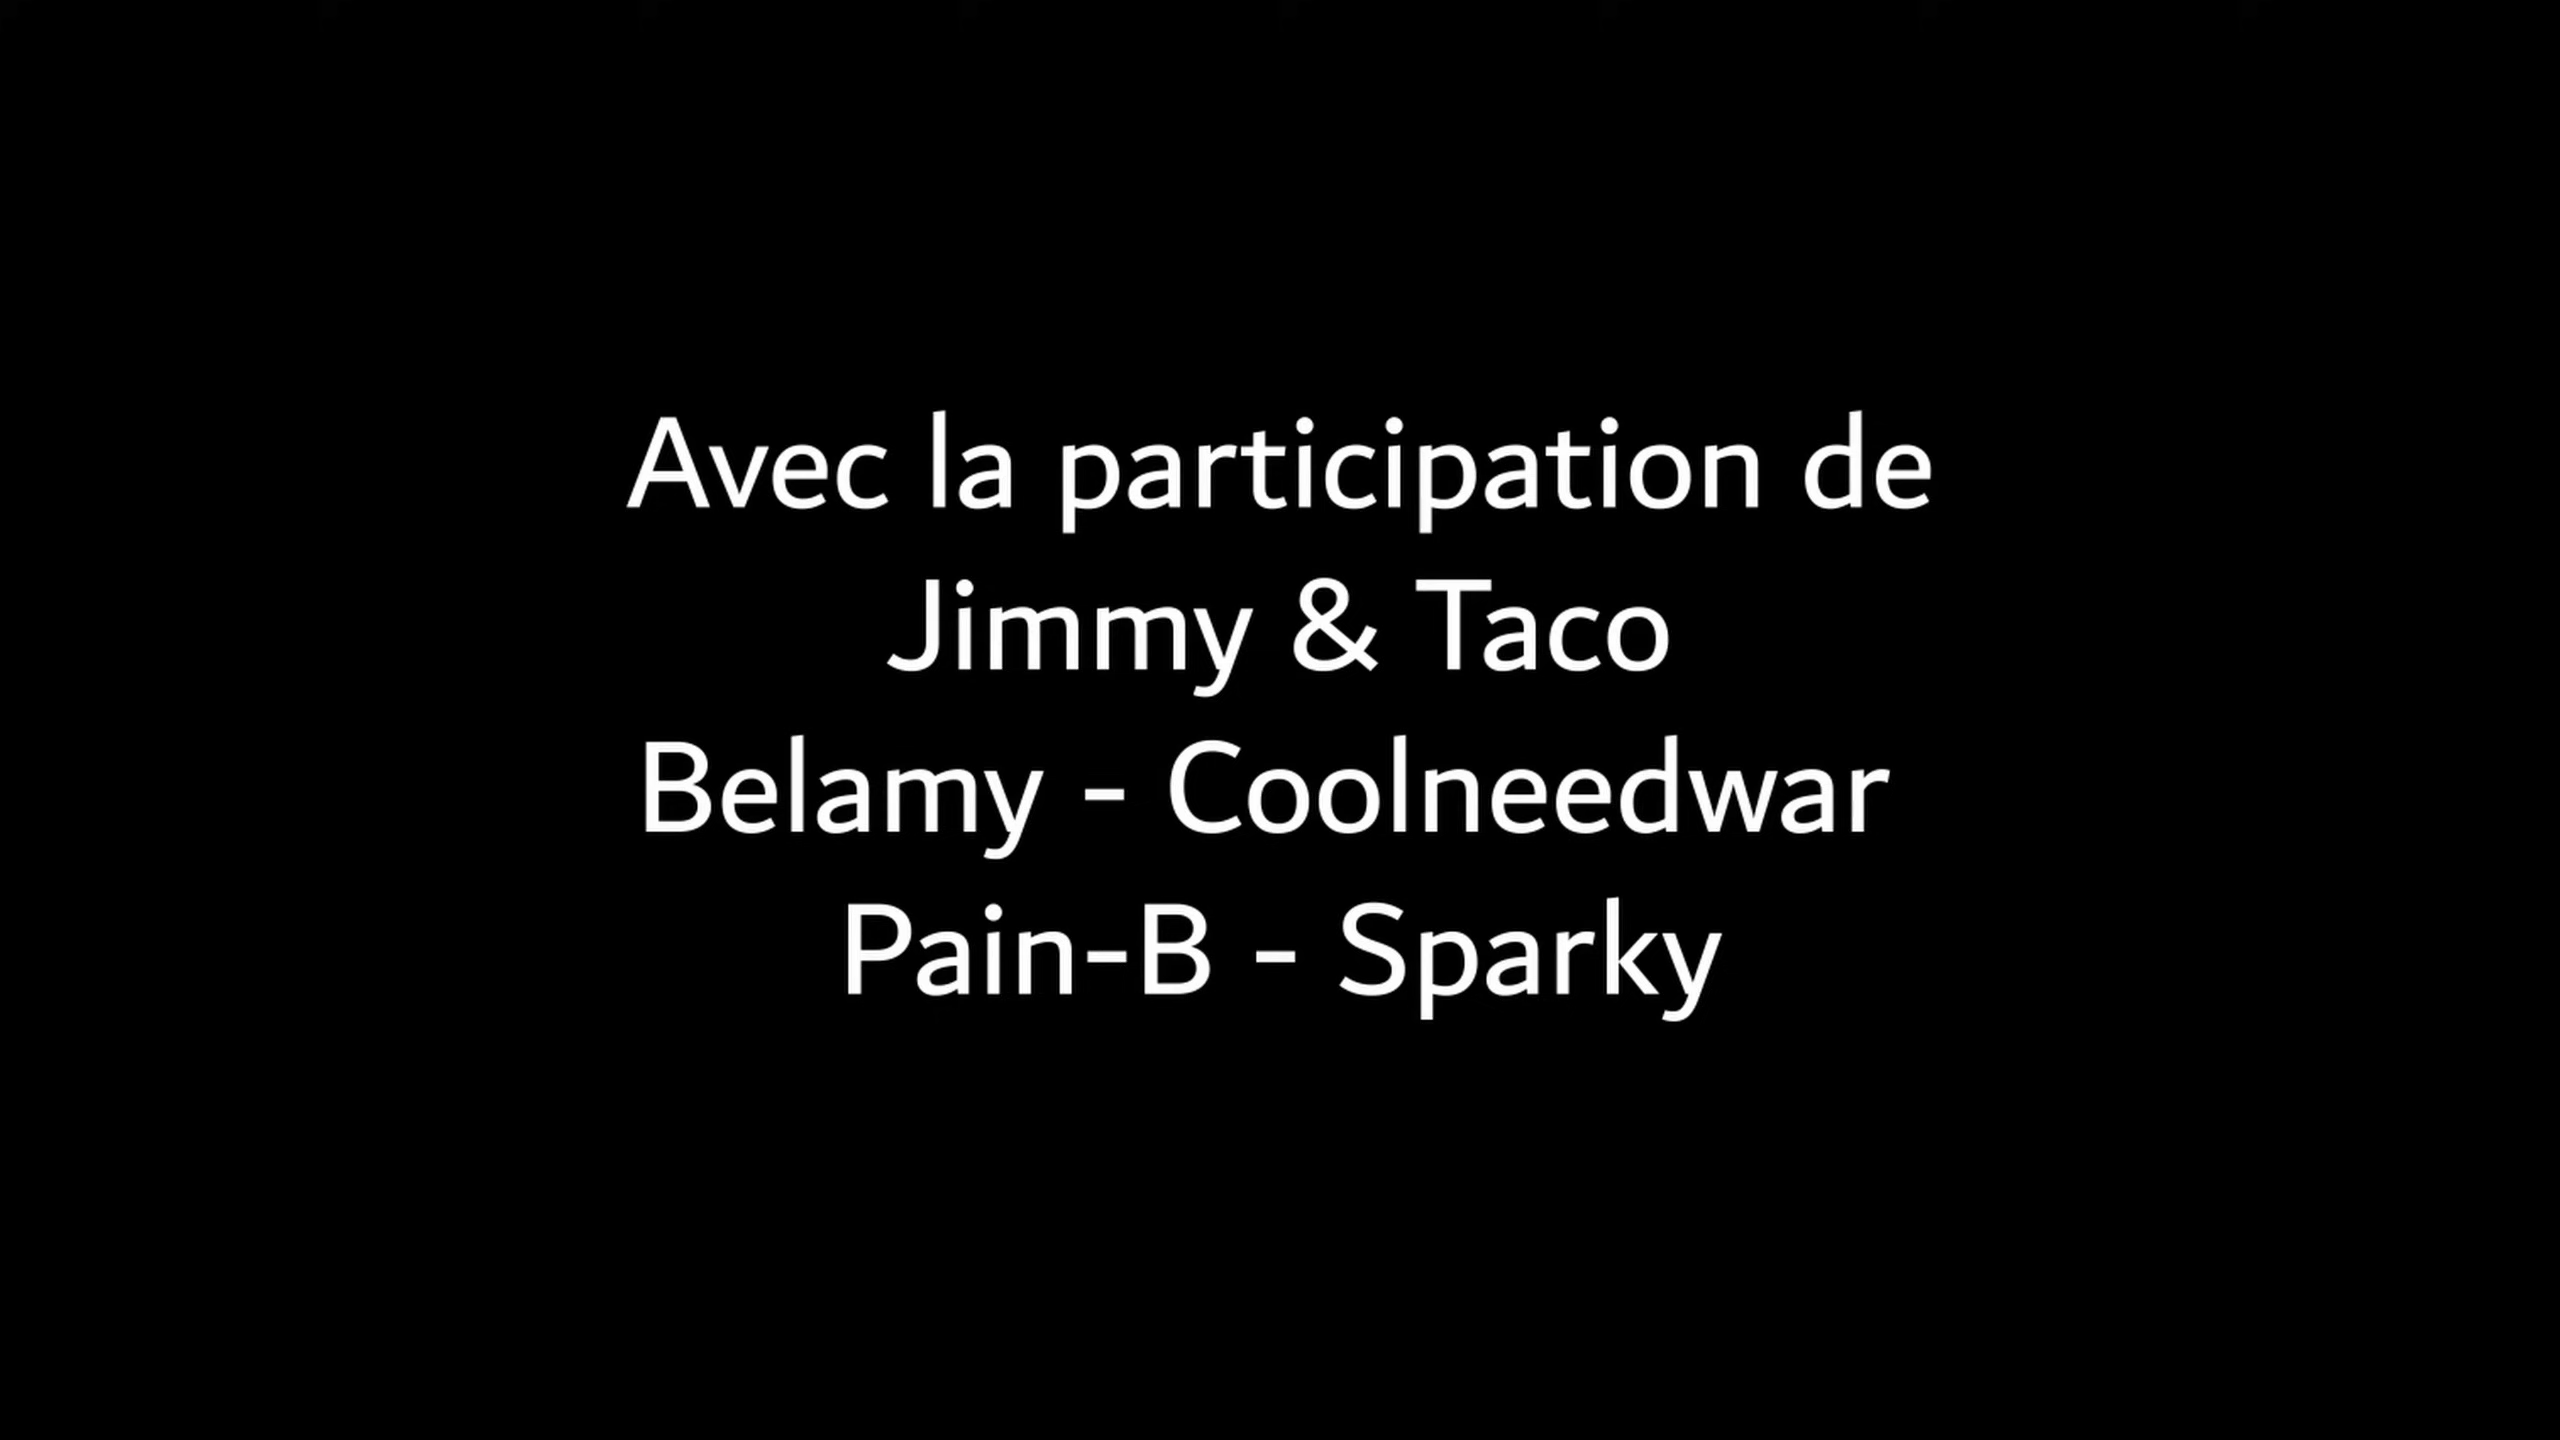 Avec la participation de
Jimmy & Taco
Belamy - Coolneedwar
Pain-B - Sparky